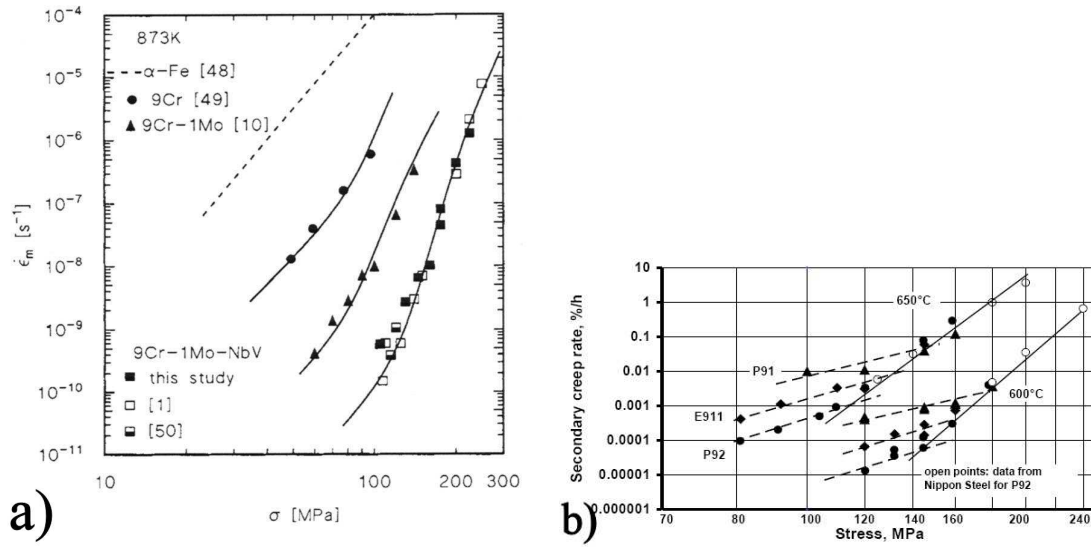 10⁻⁴
873K
α-Fe [48]
9Cr [49]
9Cr-1Mo [10]
10⁻⁵
10⁻⁶
10⁻⁷
10⁻⁸
10⁻⁹
10⁻¹⁰
10⁻¹¹
ε̇ₘ [s⁻¹]
9Cr-1Mo-NbV
this study
[1]
[50]
10 100 200 300
σ [MPa]
a)
Secondary creep rate, %/h
10
1
0.1
0.01
0.001
0.0001
0.00001
0.000001
650°C
P91
600°C
E911
P92
open points: data from
Nippon Steel for P92
70 80 100 120 140 160 180 200 240
Stress, MPa
b)